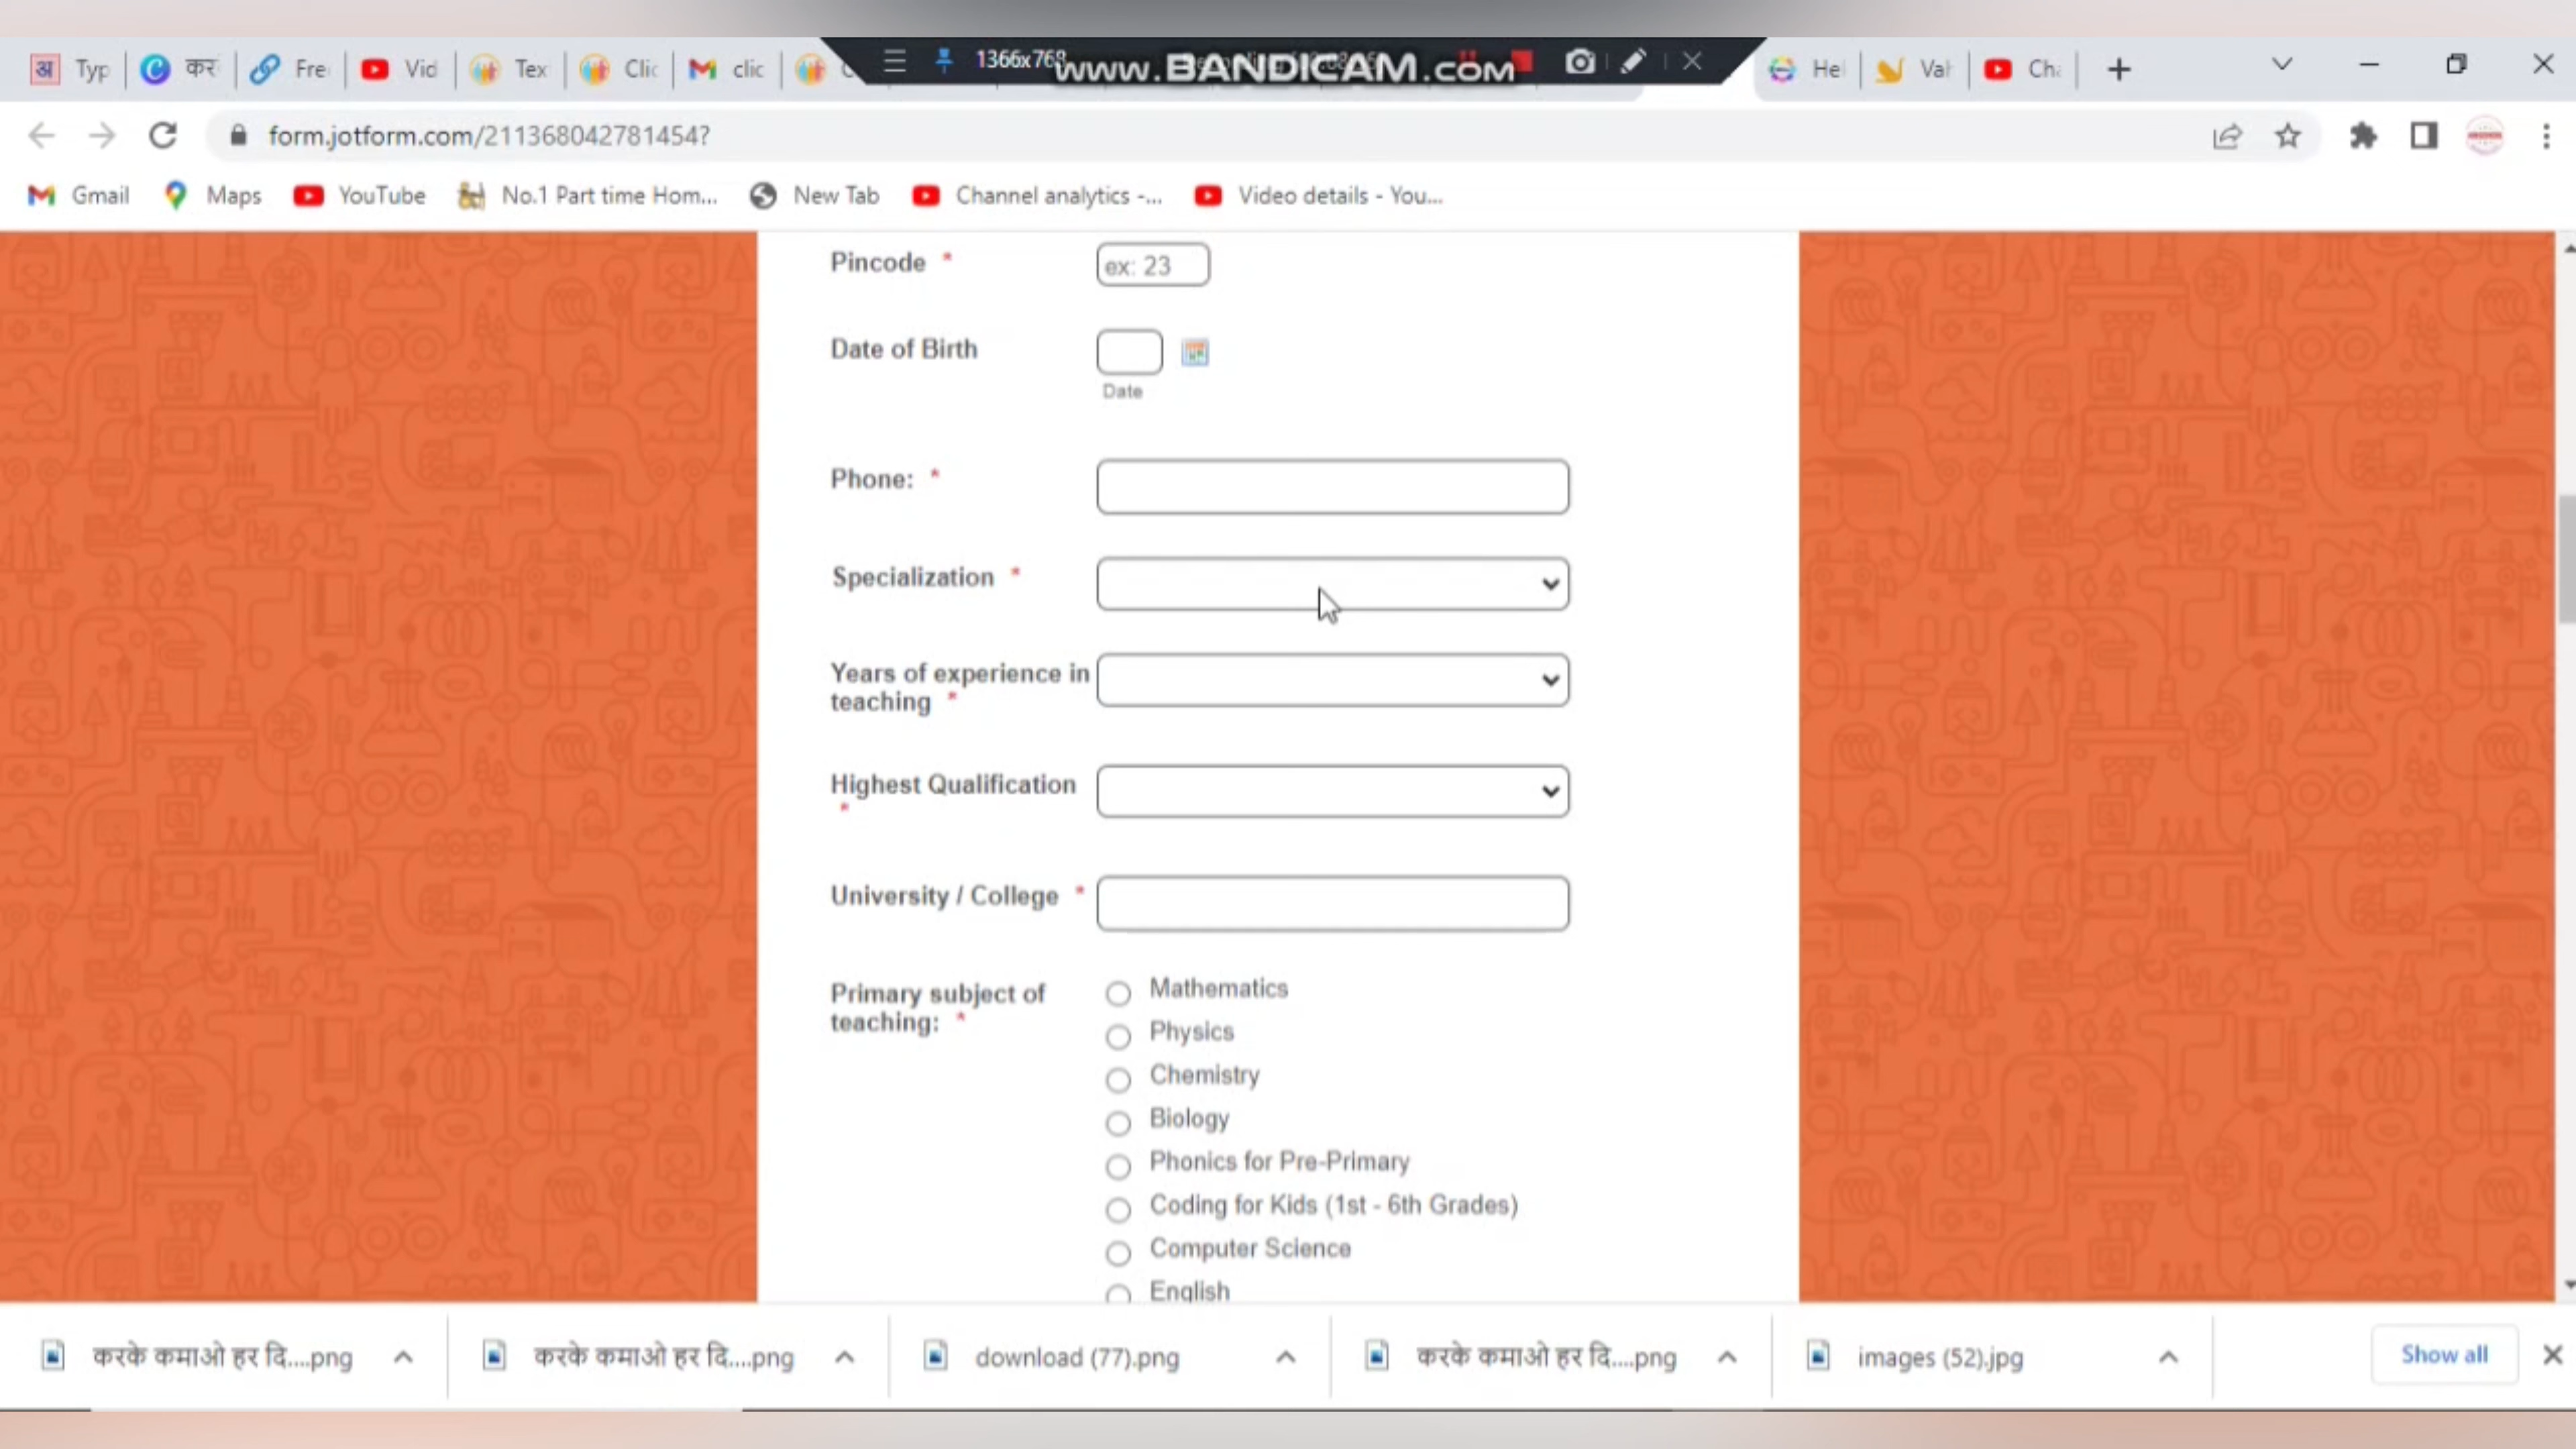 Typ
कर
Fre
Vid
Tex
Clic
clic
1366x768
www.BANDICAM.com
He
Val
Cha
form.jotform.com/211368042781454?
Gmail
Maps
YouTube
No.1 Part time Hom...
New Tab
Channel analytics -...
Video details - You...
Pincode *
ex: 23
Date of Birth
Date
Phone: *
Specialization *
Years of experience in
teaching *
Highest Qualification
*
University / College *
Primary subject of
teaching: *
Mathematics
Physics
Chemistry
Biology
Phonics for Pre-Primary
Coding for Kids (1st - 6th Grades)
Computer Science
English
करके कमाओ हर दि....png
करके कमाओ हर दि....png
download (77).png
करके कमाओ हर दि....png
images (52).jpg
Show all